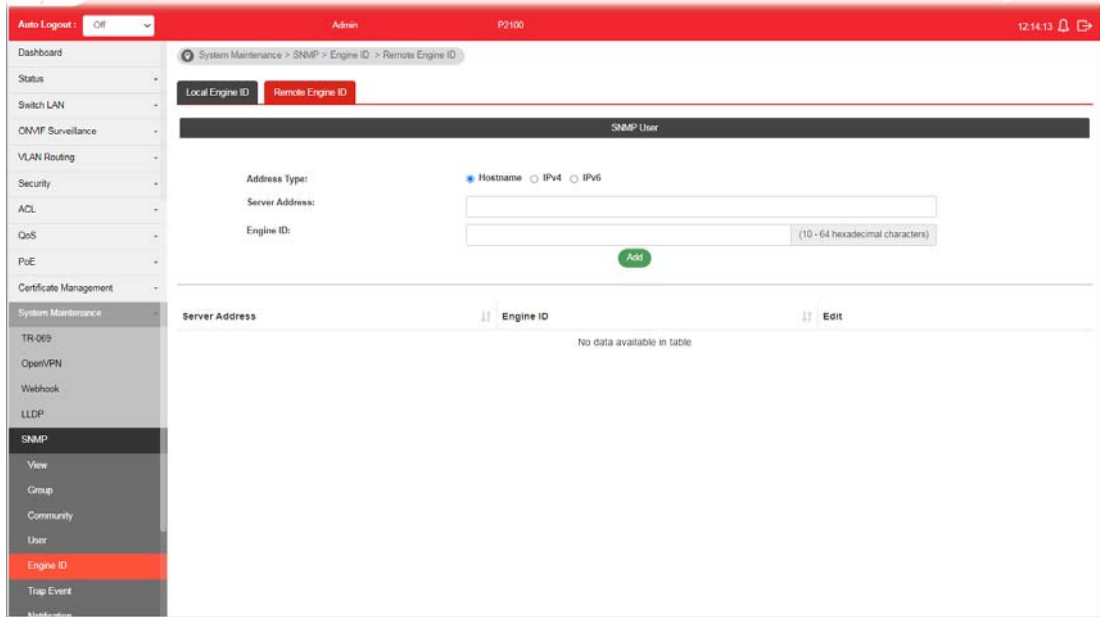 Auto Logout : Off Admin P2100 12:14:13
Dashboard
Status
Switch LAN
ONVIF Surveillance
VLAN Routing
Security
ACL
QoS
PoE
Certificate Management
System Maintenance
TR-069
OpenVPN
Webhook
LLDP
SNMP
View
Group
Community
User
Engine ID
Trap Event
Notification
System Maintenance > SNMP > Engine ID > Remote Engine ID
Local Engine ID Remote Engine ID
SNMP User
Address Type: Hostname IPv4 IPv6
Server Address:
Engine ID: (10 - 64 hexadecimal characters)
Add
Server Address Engine ID Edit
No data available in table